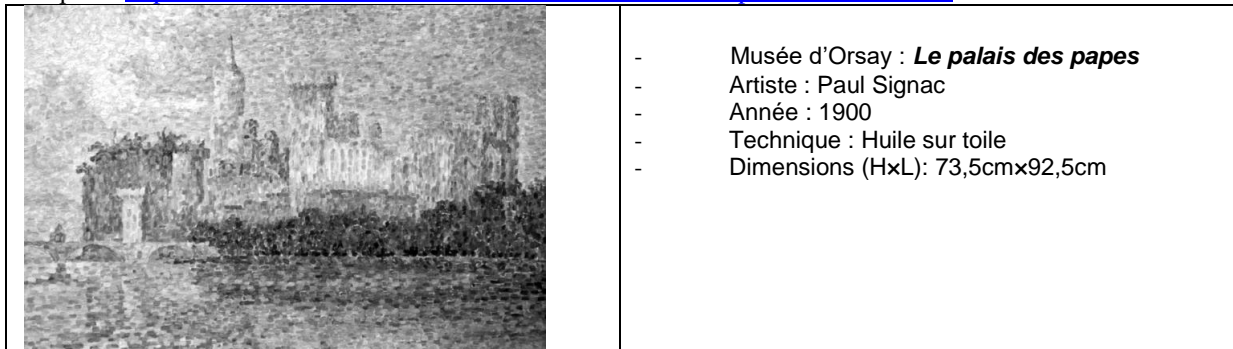 - Musée d’Orsay : Le palais des papes
- Artiste : Paul Signac
- Année : 1900
- Technique : Huile sur toile
- Dimensions (H×L): 73,5cm×92,5cm